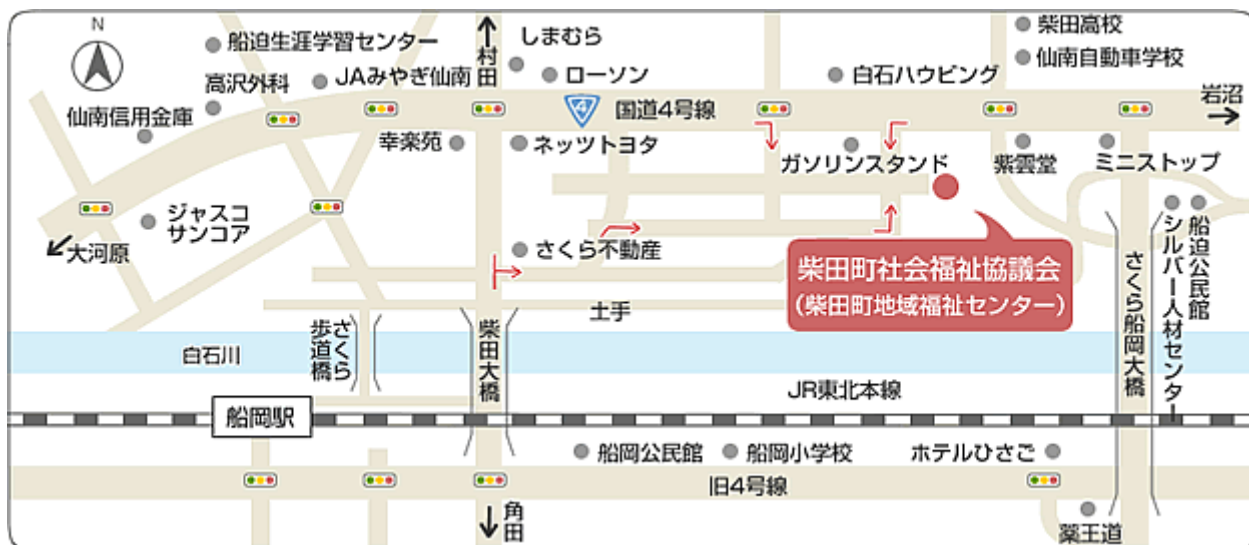 N
船迫生涯学習センター
高沢外科
JAみやぎ仙南
仙南信用金庫
村田
しまむら
ローソン
白石ハウビング
柴田高校
仙南自動車学校
4
国道4号線
岩沼
幸楽苑
ネッツトヨタ
ガソリンスタンド
紫雲堂
ミニストップ
ジャスコ
サンコア
大河原
さくら不動産
柴田町社会福祉協議会
(柴田町地域福祉センター)
船迫公民館
シルバー人材センター
さくら船岡大橋
土手
さくら
歩道橋
柴田大橋
白石川
JR東北本線
船岡駅
船岡公民館
船岡小学校
ホテルひさご
旧4号線
角田
薬王道